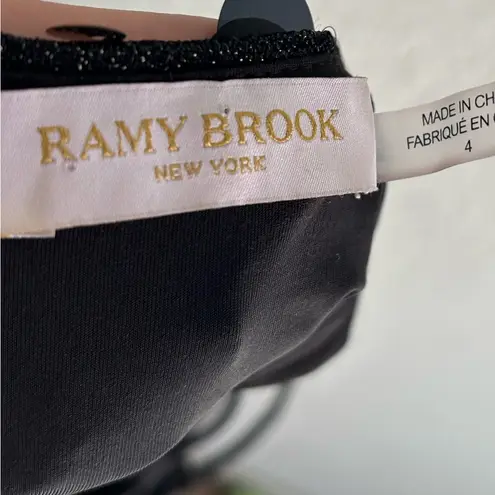 RAMY BROOK
NEW YORK
MADE IN CH
FABRIQUÉ EN
4